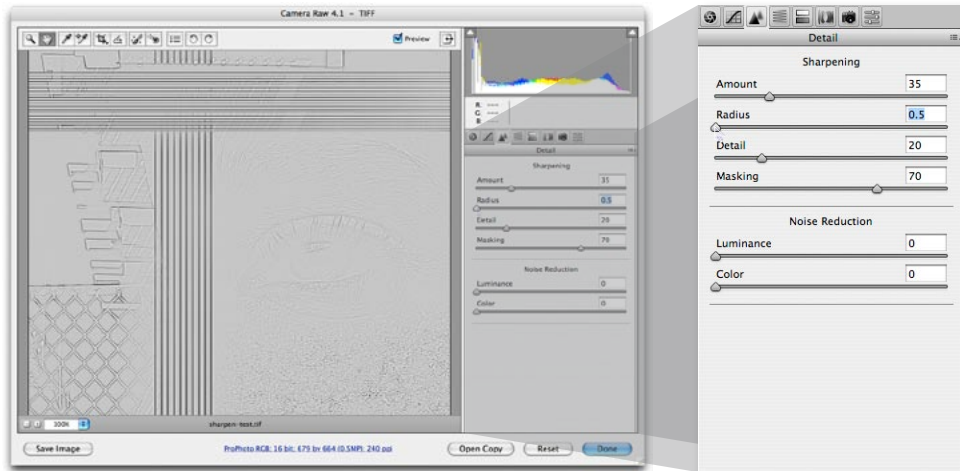 Camera Raw 4.1 – TIFF
Preview
R:
G:
B:
Detail
Sharpening
Amount 35
Radius 0.5
Detail 20
Masking 70
Noise Reduction
Luminance 0
Color 0
sharpen-test.tif
Save Image
ProPhoto RGB; 16 bit; 679 by 664 (0.5MP); 240 ppi
Open Copy
Reset
Done
Detail
Sharpening
Amount 35
Radius 0.5
Detail 20
Masking 70
Noise Reduction
Luminance 0
Color 0